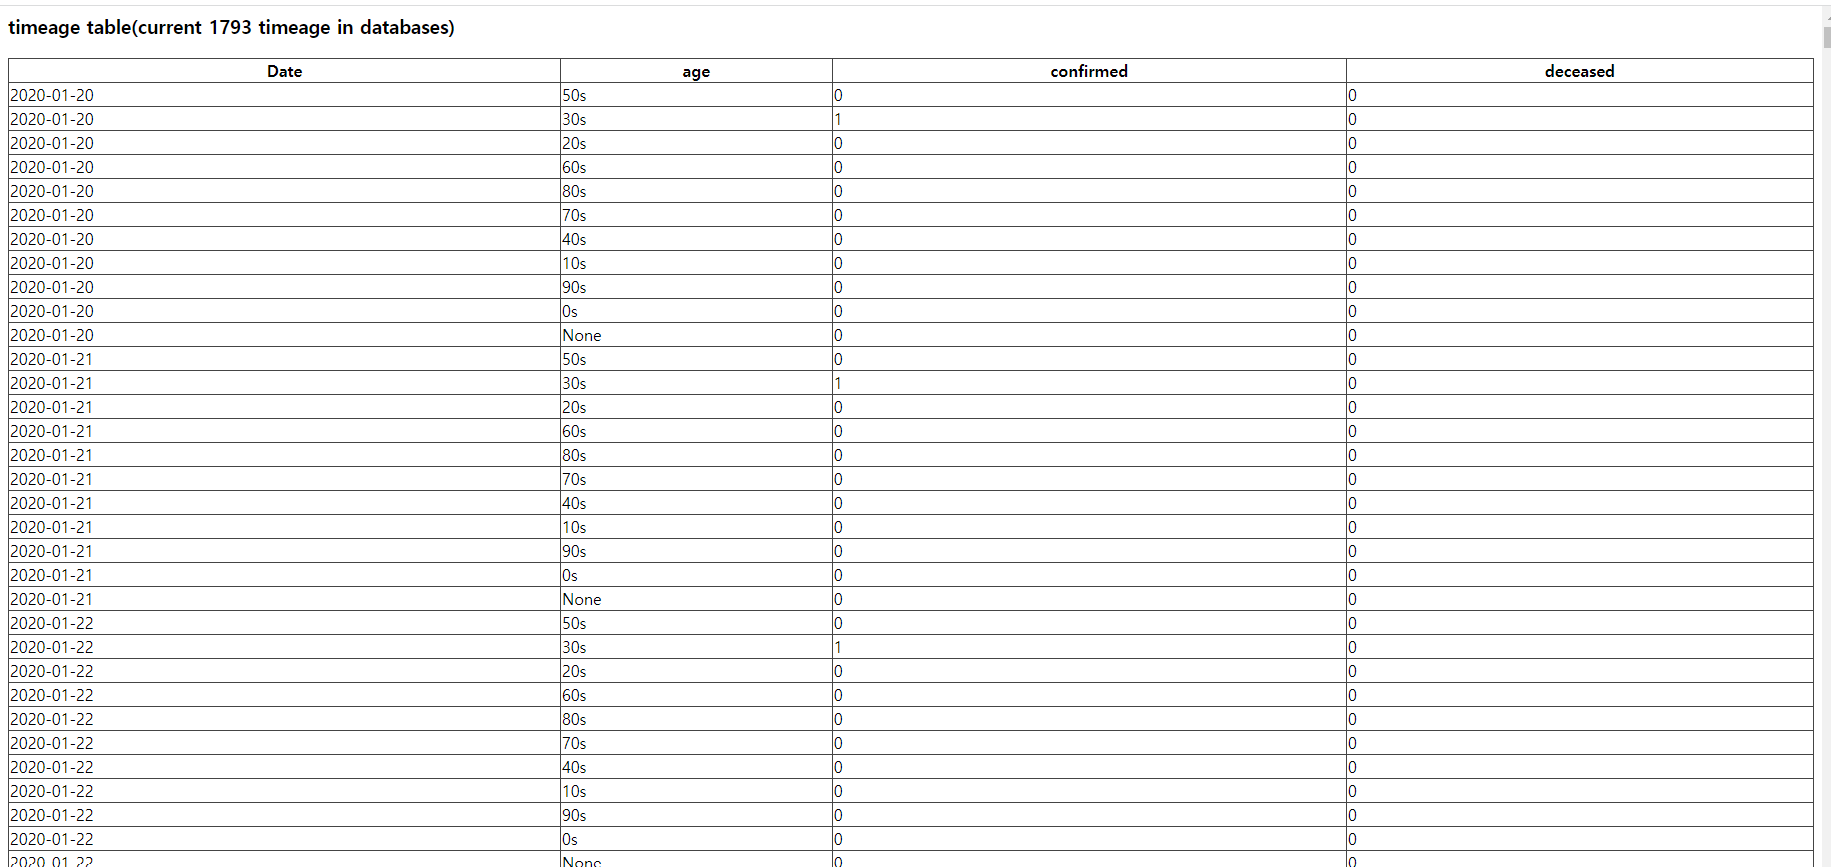 timeage table(current 1793 timeage in databases)
Date age confirmed deceased
2020-01-20 50s 0 0
2020-01-20 30s 1 0
2020-01-20 20s 0 0
2020-01-20 60s 0 0
2020-01-20 80s 0 0
2020-01-20 70s 0 0
2020-01-20 40s 0 0
2020-01-20 10s 0 0
2020-01-20 90s 0 0
2020-01-20 0s 0 0
2020-01-20 None 0 0
2020-01-21 50s 0 0
2020-01-21 30s 1 0
2020-01-21 20s 0 0
2020-01-21 60s 0 0
2020-01-21 80s 0 0
2020-01-21 70s 0 0
2020-01-21 40s 0 0
2020-01-21 10s 0 0
2020-01-21 90s 0 0
2020-01-21 0s 0 0
2020-01-21 None 0 0
2020-01-22 50s 0 0
2020-01-22 30s 1 0
2020-01-22 20s 0 0
2020-01-22 60s 0 0
2020-01-22 80s 0 0
2020-01-22 70s 0 0
2020-01-22 40s 0 0
2020-01-22 10s 0 0
2020-01-22 90s 0 0
2020-01-22 0s 0 0
2020-01-22 None 0 0